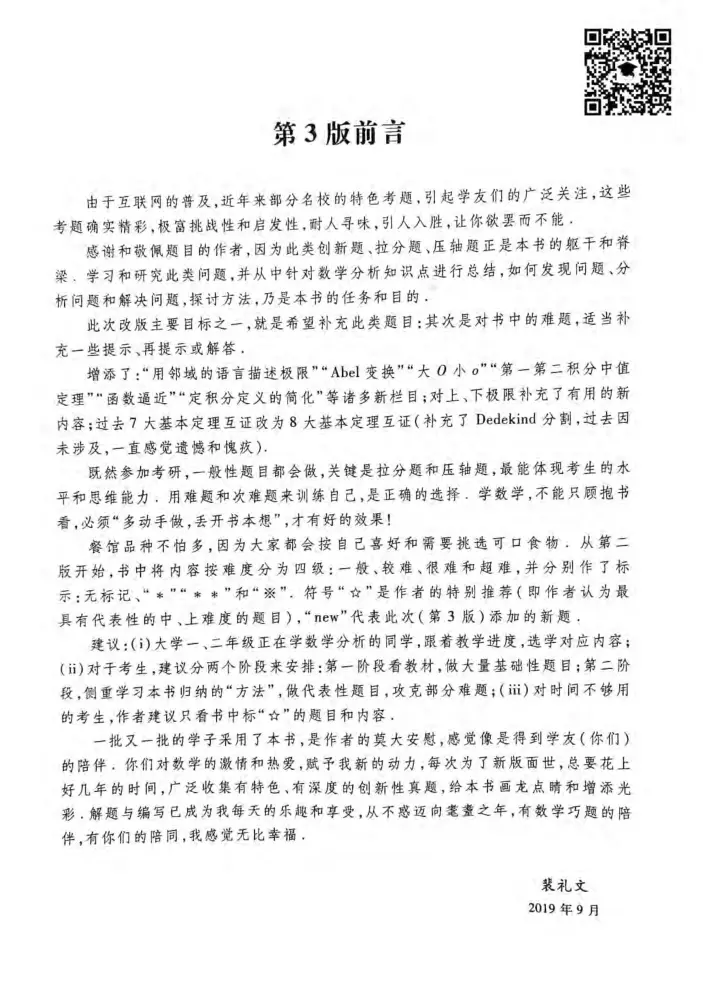 第 3 版前言
由于互联网的普及,近年来部分名校的特色考题,引起学友们的广泛关注,这些
考题确实精彩,极富挑战性和启发性,耐人寻味,引人入胜,让你欲罢而不能.
感谢和敬佩题目的作者,因为此类创新题、拉分题、压轴题正是本书的躯干和脊
梁.学习和研究此类问题,并从中针对数学分析知识点进行总结,如何发现问题、分
析问题和解决问题,探讨方法,乃是本书的任务和目的.
此次改版主要目标之一,就是希望补充此类题目;其次是对书中的难题,适当补
充一些提示、再提示或解答.
增添了:“用邻域的语言描述极限”“Abel 变换”“大 O 小 o”“第一第二积分中值
定理”“函数逼近”“定积分定义的简化”等诸多新栏目;对上、下极限补充了有用的新
内容;过去 7 大基本定理互证改为 8 大基本定理互证(补充了 Dedekind 分割,过去因
未涉及,一直感觉遗憾和愧疚).
既然参加考研,一般性题目都会做,关键是拉分题和压轴题,最能体现考生的水
平和思维能力.用难题和次难题来训练自己,是正确的选择.学数学,不能只顾抱书
看,必须“多动手做,丢开书本想”,才有好的效果!
餐馆品种不怕多,因为大家都会按自己喜好和需要挑选可口食物.从第二
版开始,书中将内容按难度分为四级:一般、较难、很难和超难,并分别作了标
示:无标记、“*”“**”和“※”.符号“☆”是作者的特别推荐(即作者认为最
具有代表性的中、上难度的题目),“new”代表此次(第 3 版)添加的新题.
建议:(i)大学一、二年级正在学数学分析的同学,跟着教学进度,选学对应内容;
(ii)对于考生,建议分两个阶段来安排:第一阶段看教材,做大量基础性题目;第二阶
段,侧重学习本书归纳的“方法”,做代表性题目,攻克部分难题;(iii)对时间不够用
的考生,作者建议只看书中标“☆”的题目和内容.
一批又一批的学子采用了本书,是作者的莫大安慰,感觉像是得到学友(你们)
的陪伴.你们对数学的激情和热爱,赋予我新的动力,每次为了新版面世,总要花上
好几年的时间,广泛收集有特色、有深度的创新性真题,给本书画龙点睛和增添光
彩.解题与编写已成为我每天的乐趣和享受,从不惑迈向耄耋之年,有数学巧题的陪
伴,有你们的陪同,我感觉无比幸福.
裴礼文
2019 年 9 月